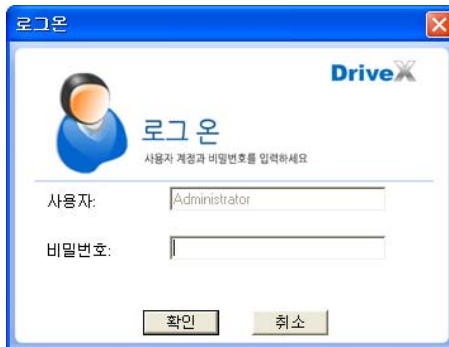 로그온
DriveX
로그 온
사용자 계정과 비밀번호를 입력하세요
사용자: Administrator
비밀번호:
확인 취소